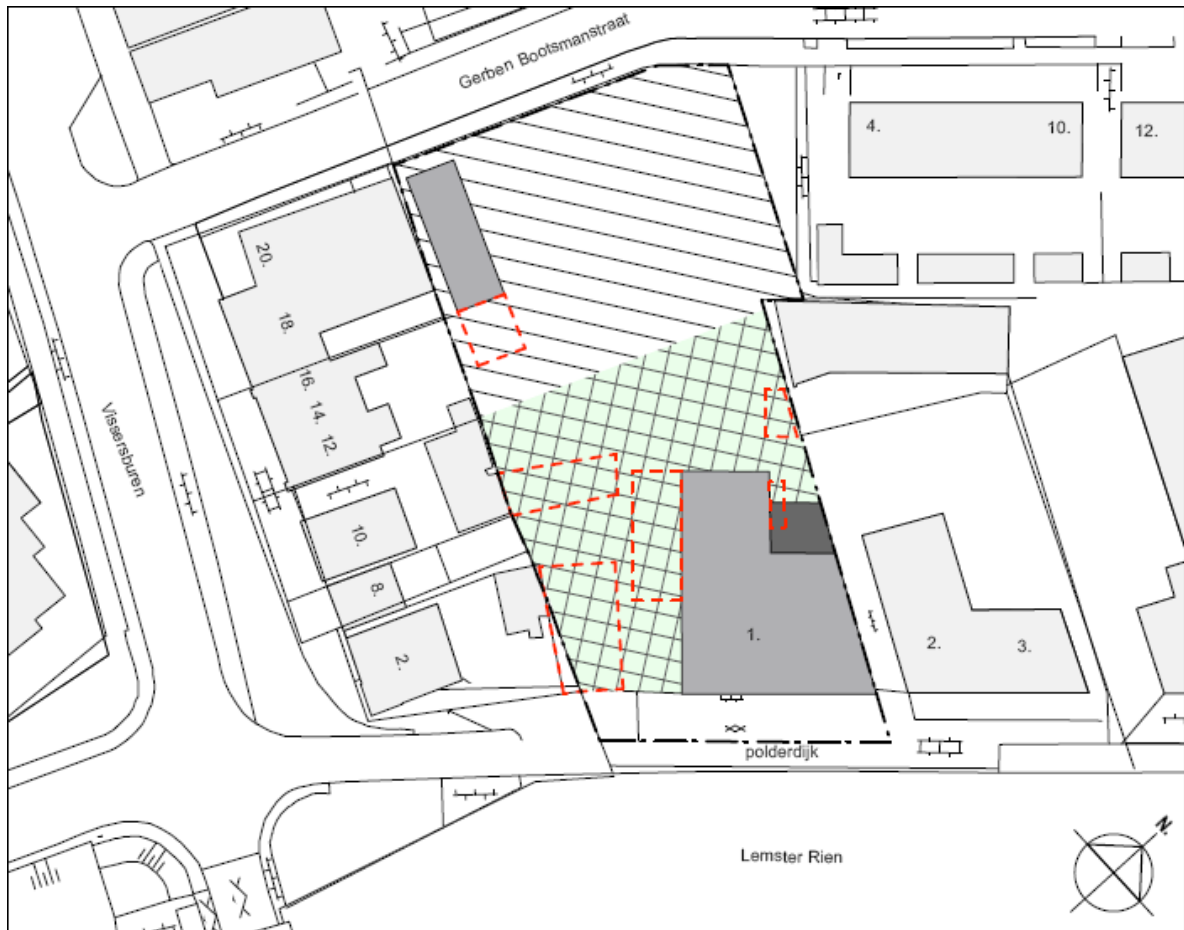 Gerben Bootsmanstraat
4.
10.
12.
20.
18.
16.
14.
12.
Vissersburen
10.
8.
2.
1.
2.
3.
polderdijk
Lemster Rien
N.